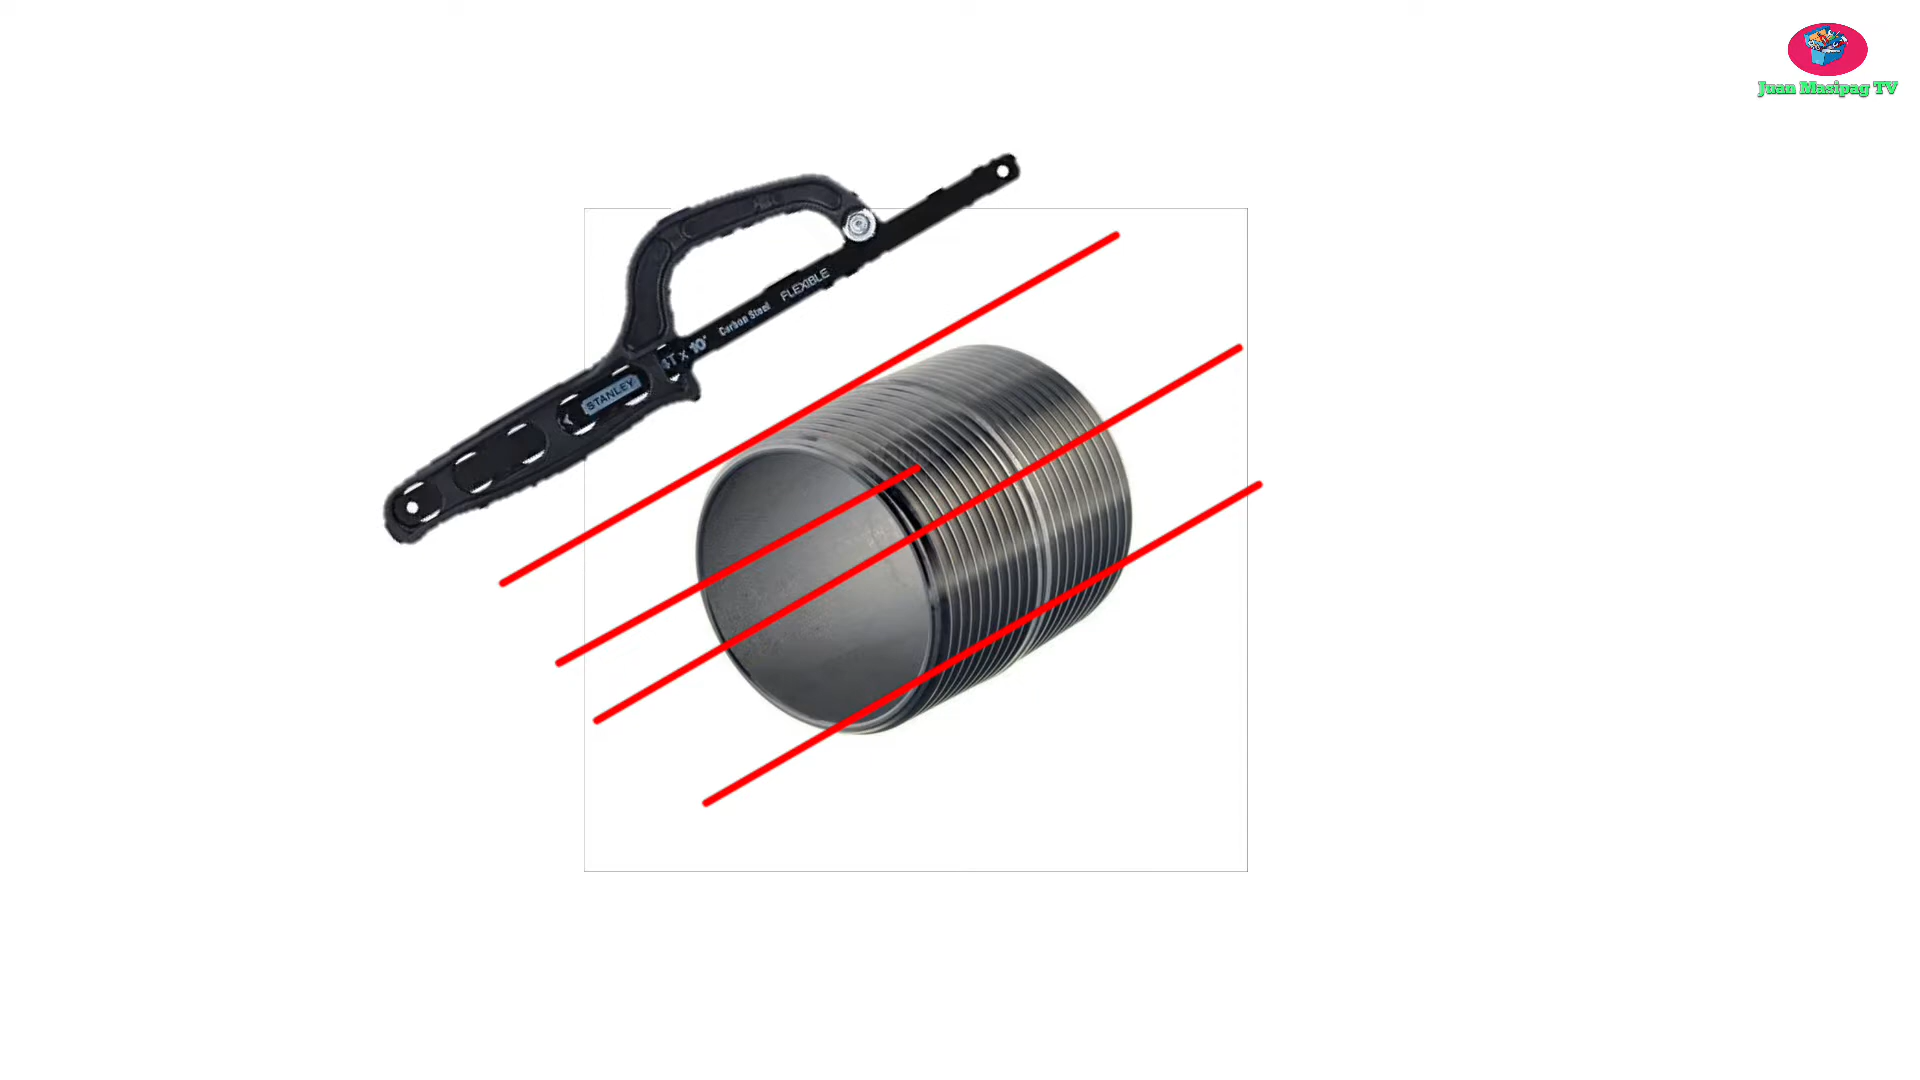 Juan Masipag TV
FLEXIBLE
Carbon Steel
x 10"
STANLEY